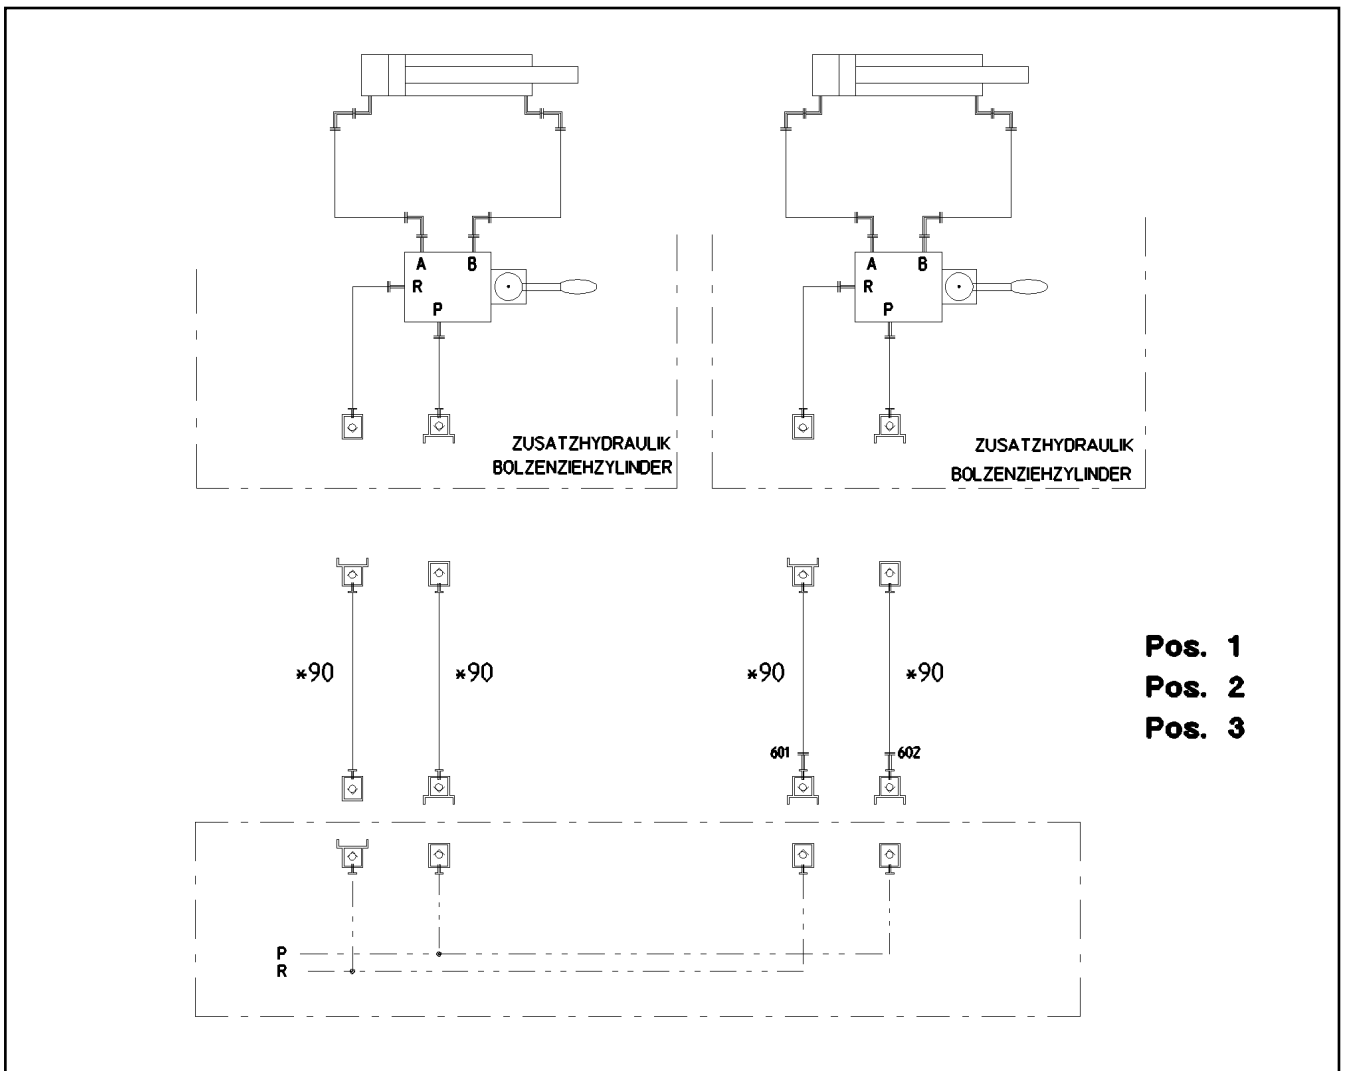 A B
R
P
A B
R
P
ZUSATZHYDRAULIK
BOLZENZIEHZYLINDER
ZUSATZHYDRAULIK
BOLZENZIEHZYLINDER
*90
*90
*90
*90
601
602
Pos. 1
Pos. 2
Pos. 3
P
R